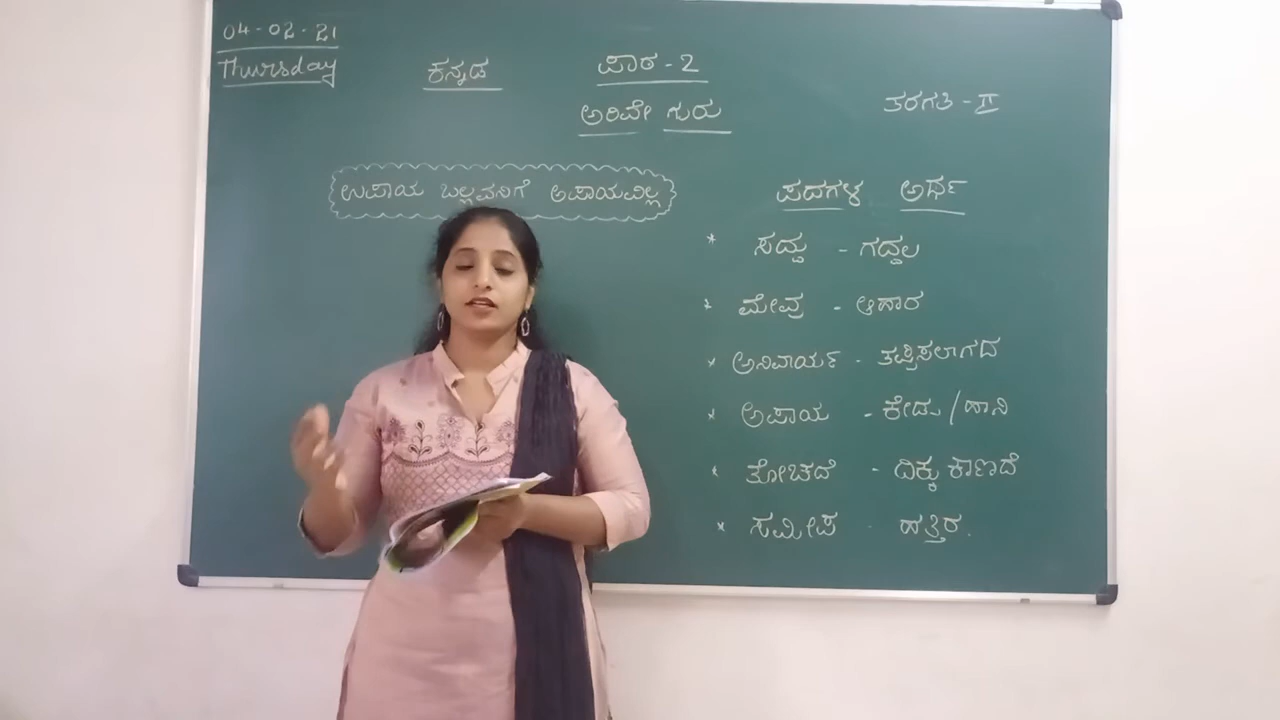 04-02-21
Thursday
ಕನ್ನಡ
ಪಾಠ - 2
ಅರಿವೇ ಗುರು
ತರಗತಿ - II
ಉಪಾಯ ಬಲ್ಲವನಿಗೆ ಅಪಾಯವಿಲ್ಲ
ಪದಗಳ ಅರ್ಥ
* ಸದ್ದು - ಗದ್ದಲ
* ಮೇವು - ಆಹಾರ
* ಅನಿವಾರ್ಯ - ತಪ್ಪಿಸಲಾಗದ
* ಅಪಾಯ - ಕೇಡು / ಹಾನಿ
* ತೋಚದೆ - ದಿಕ್ಕು ಕಾಣದೆ
* ಸಮೀಪ - ಹತ್ತಿರ.